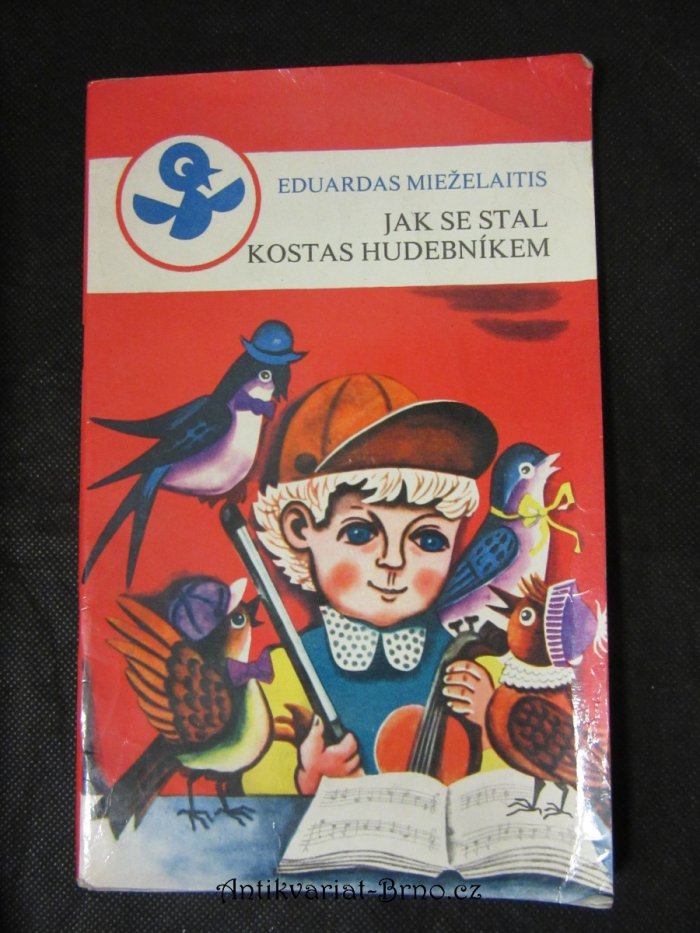 EDUARDAS MIEŽELAITIS
JAK SE STAL
KOSTAS HUDEBNÍKEM
Antikvariat-Brno.cz